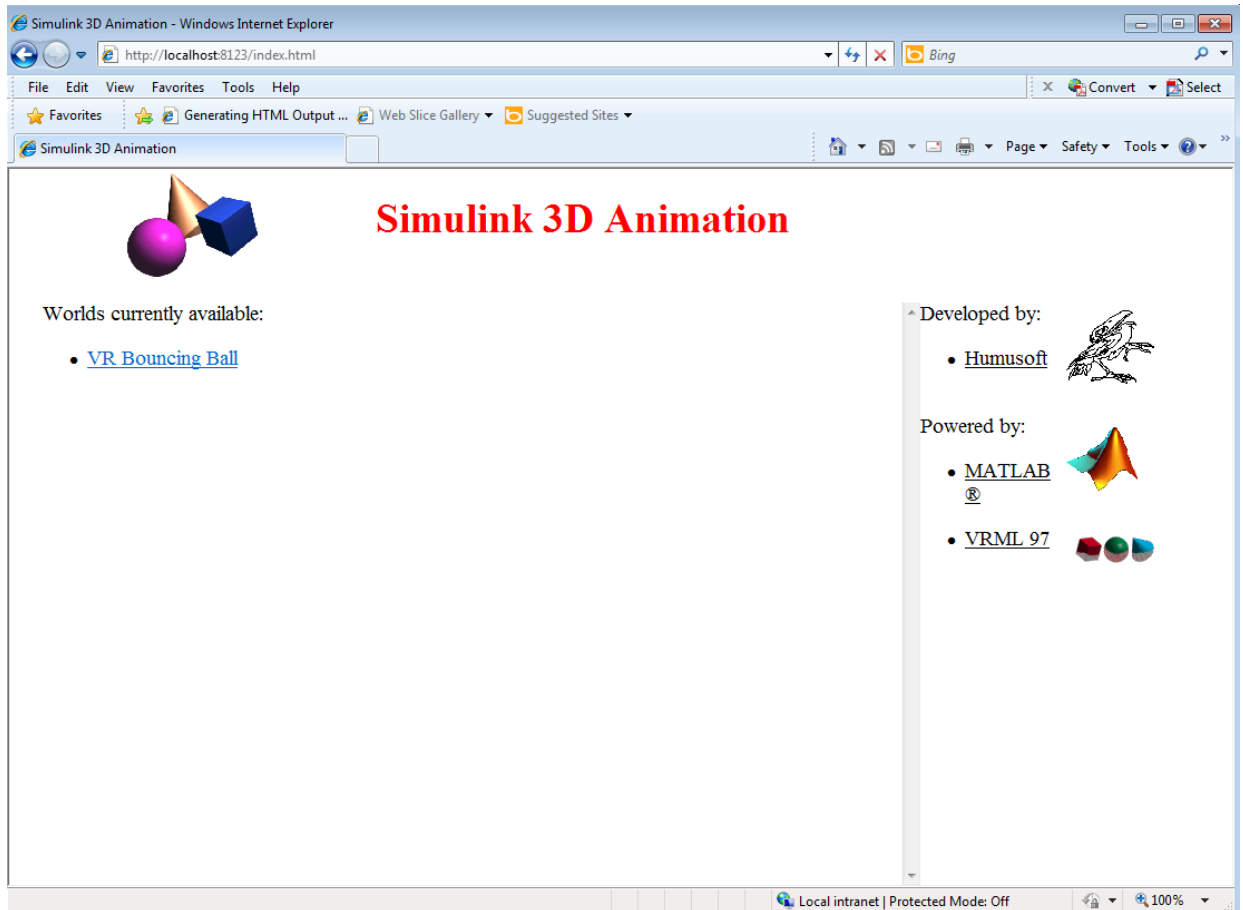 Simulink 3D Animation - Windows Internet Explorer
http://localhost:8123/index.html
Bing
File Edit View Favorites Tools Help
x Convert Select
Favorites Generating HTML Output ... Web Slice Gallery Suggested Sites
Simulink 3D Animation
Page Safety Tools
Simulink 3D Animation
Worlds currently available:
• VR Bouncing Ball
Developed by:
• Humusoft
Powered by:
• MATLAB
®
• VRML 97
Local intranet | Protected Mode: Off
100%